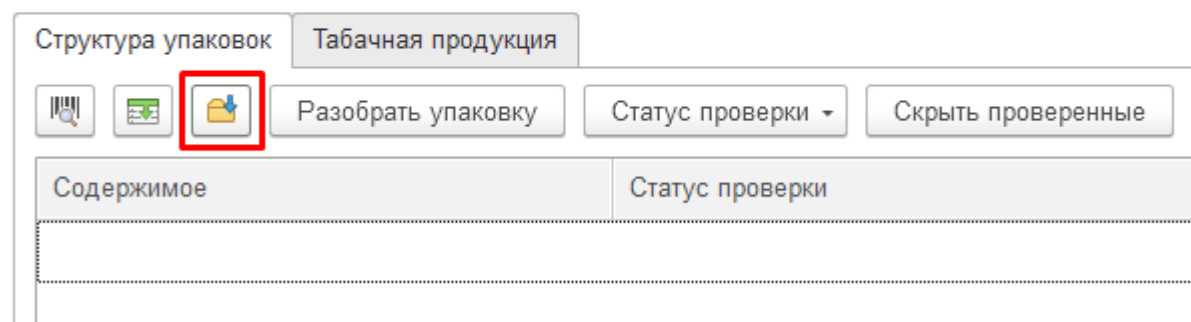 Структура упаковок Табачная продукция
Разобрать упаковку Статус проверки Скрыть проверенные
Содержимое Статус проверки